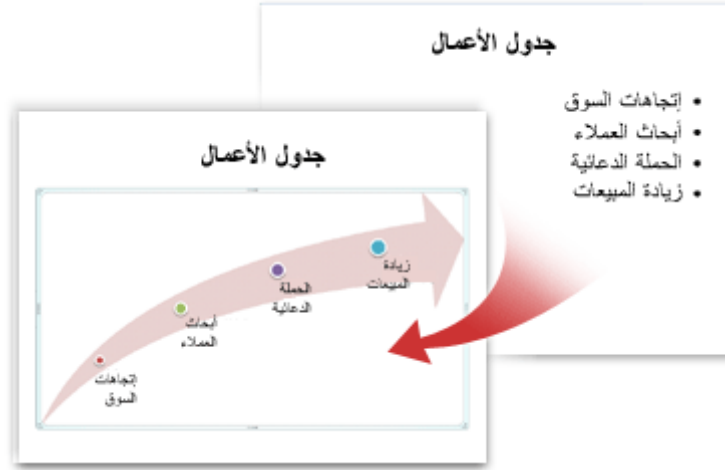 جدول الأعمال
• إتجاهات السوق
• أبحاث العملاء
• الحملة الدعائية
• زيادة المبيعات
جدول الأعمال
زيادة
المبيعات
الحملة
الدعائية
أبحاث
العملاء
إتجاهات
السوق